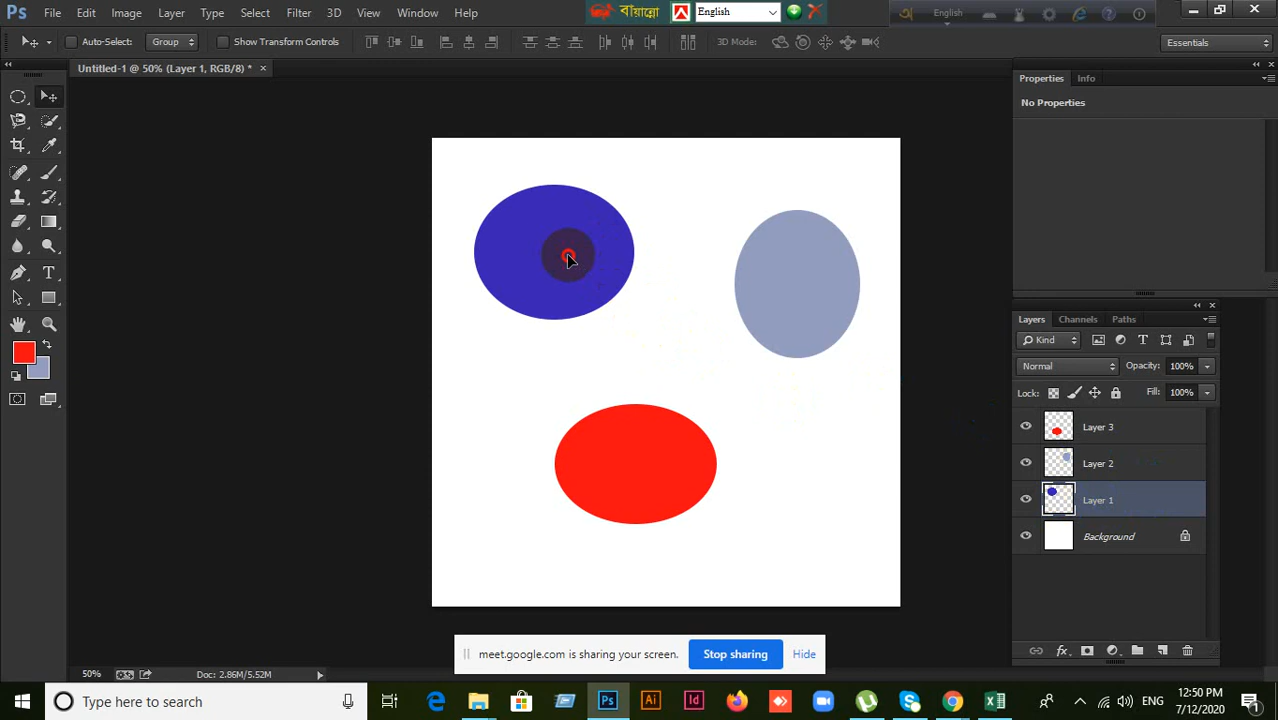 Ps File Edit Image Layer Type Select Filter 3D View Window Help
বায়ান্নো English
English
Auto-Select: Group Show Transform Controls 3D Mode: Essentials
Untitled-1 @ 50% (Layer 1, RGB/8) *
Properties Info
No Properties
Layers Channels Paths
Kind
Normal Opacity: 100%
Lock: Fill: 100%
Layer 3
Layer 2
Layer 1
Background
meet.google.com is sharing your screen. Stop sharing Hide
50% Doc: 2.86M/5.52M
Type here to search
Ps Ai Id
ENG
12:50 PM
7/12/2020